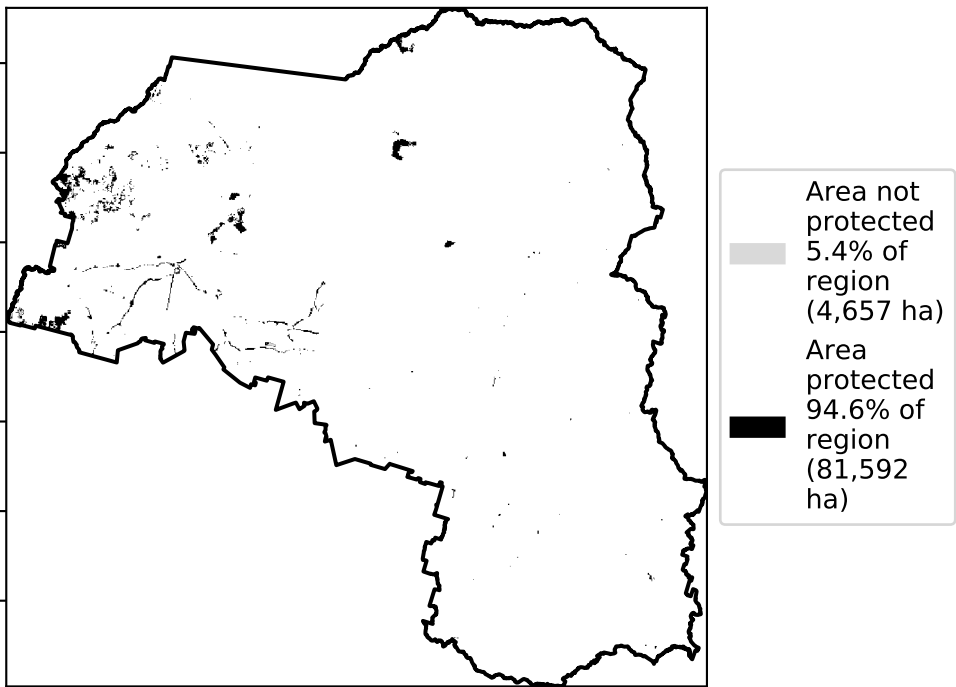 Area not
protected
5.4% of
region
(4,657 ha)
Area
protected
94.6% of
region
(81,592
ha)